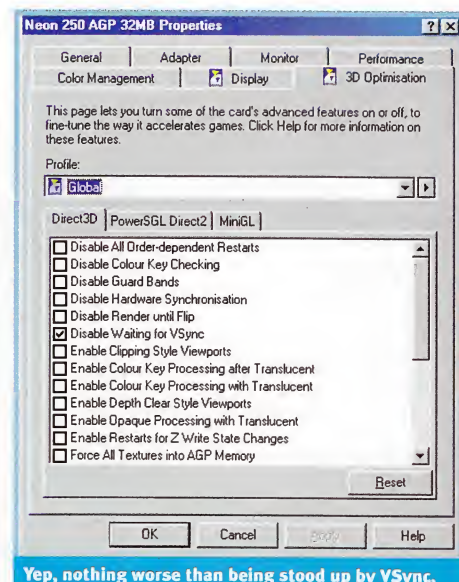 Neon 250 AGP 32MB Properties
General Adapter Monitor Performance
Color Management Display 3D Optimisation
This page lets you turn some of the card's advanced features on or off, to
fine-tune the way it accelerates games. Click Help for more information on
these features.
Profile:
Global
Direct3D PowerSGL Direct2 MiniGL
Disable All Order-dependent Restarts
Disable Colour Key Checking
Disable Guard Bands
Disable Hardware Synchronisation
Disable Render until Flip
Disable Waiting for VSync
Enable Clipping Style Viewports
Enable Colour Key Processing after Translucent
Enable Colour Key Processing with Translucent
Enable Depth Clear Style Viewports
Enable Opaque Processing with Translucent
Enable Restarts for Z Write State Changes
Force All Textures into AGP Memory
Reset
OK Cancel Apply Help
Yep, nothing worse than being stood up by VSync.